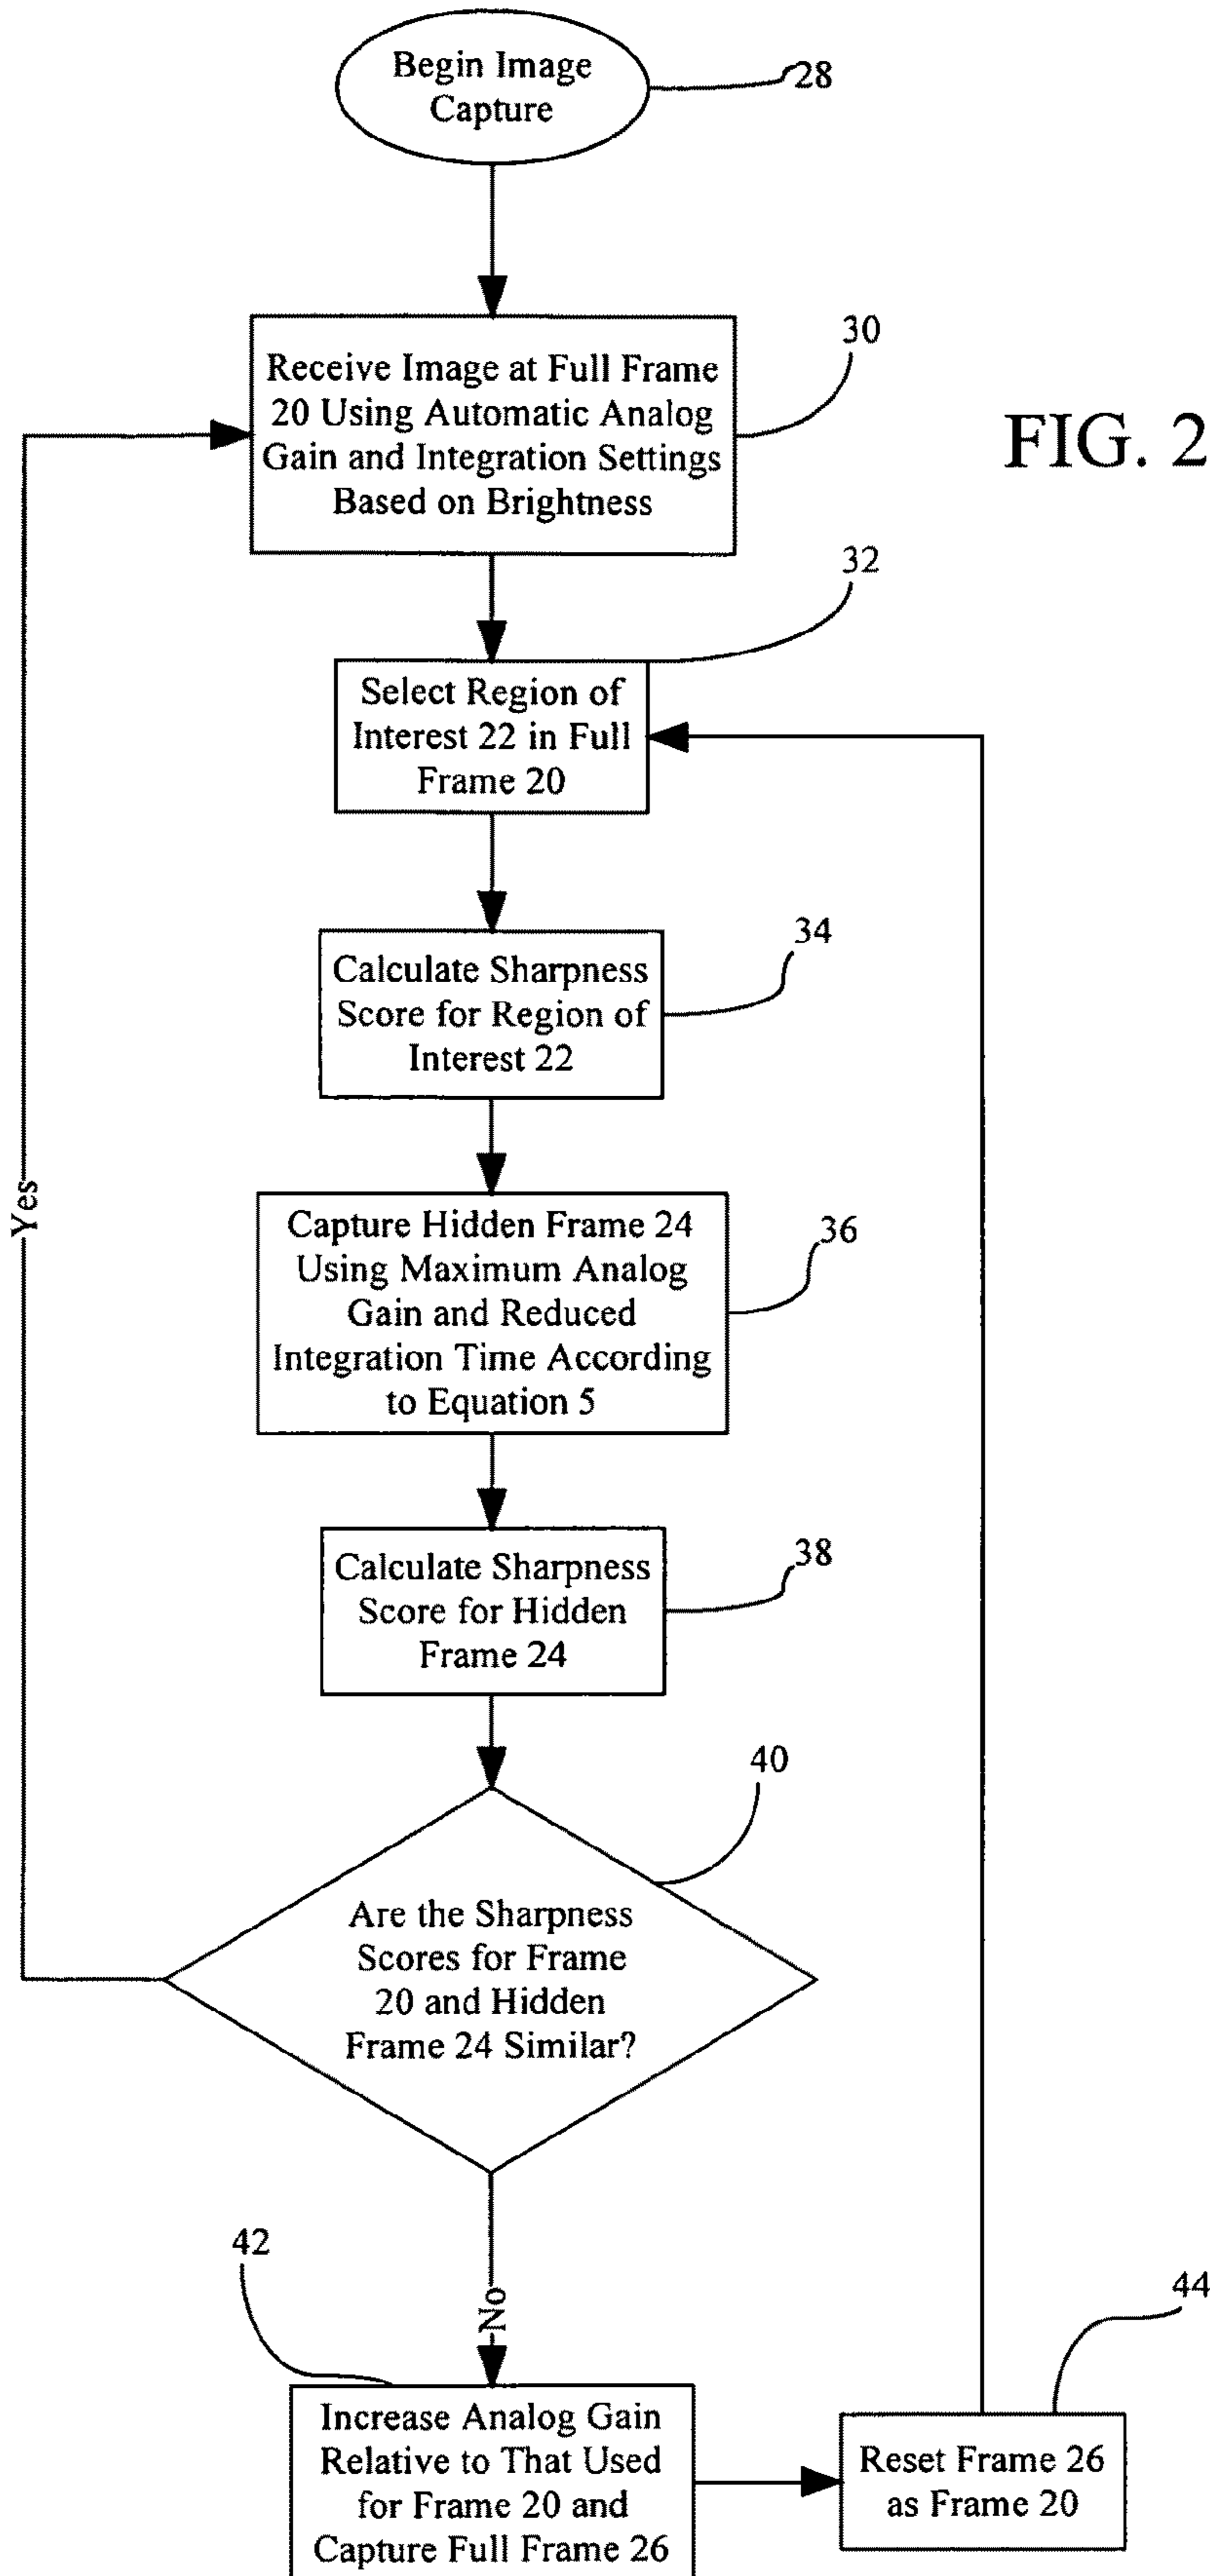 Begin Image
Capture
28
Receive Image at Full Frame
20 Using Automatic Analog
Gain and Integration Settings
Based on Brightness
30
FIG. 2
32
Select Region of
Interest 22 in Full
Frame 20
34
Calculate Sharpness
Score for Region of
Interest 22
Yes
36
Capture Hidden Frame 24
Using Maximum Analog
Gain and Reduced
Integration Time According
to Equation 5
38
Calculate Sharpness
Score for Hidden
Frame 24
40
Are the Sharpness
Scores for Frame
20 and Hidden
Frame 24 Similar?
No
42
44
Increase Analog Gain
Relative to That Used
for Frame 20 and
Capture Full Frame 26
Reset Frame 26
as Frame 20